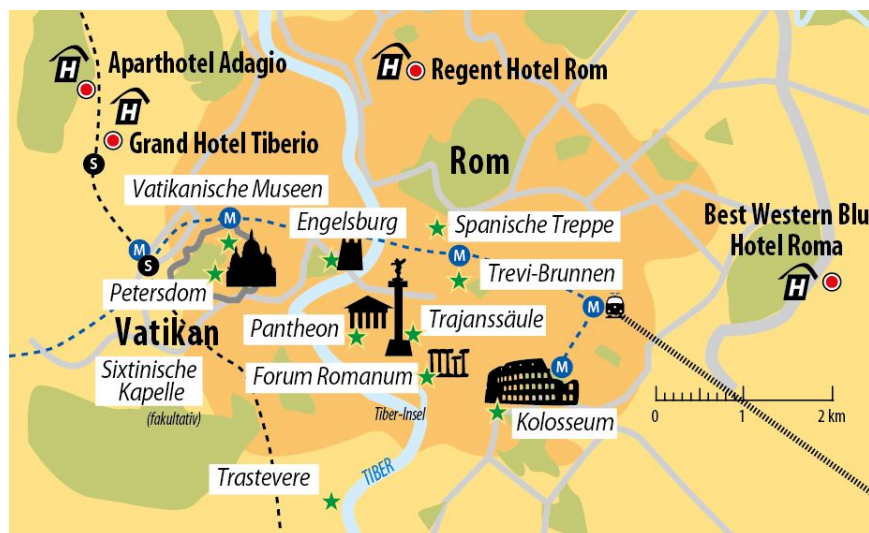 H
Aparthotel Adagio
H
Regent Hotel Rom
H
Grand Hotel Tiberio
S
Rom
Vatikanische Museen
M
Engelsburg
Spanische Treppe
Best Western Blu
Hotel Roma
H
M
S
M
Trevi-Brunnen
Petersdom
M
Vatikan
Pantheon
Trajanssäule
Sixtinische
Kapelle
(fakultativ)
Forum Romanum
M
Tiber-Insel
Kolosseum
0 1 2 km
TIBER
Trastevere